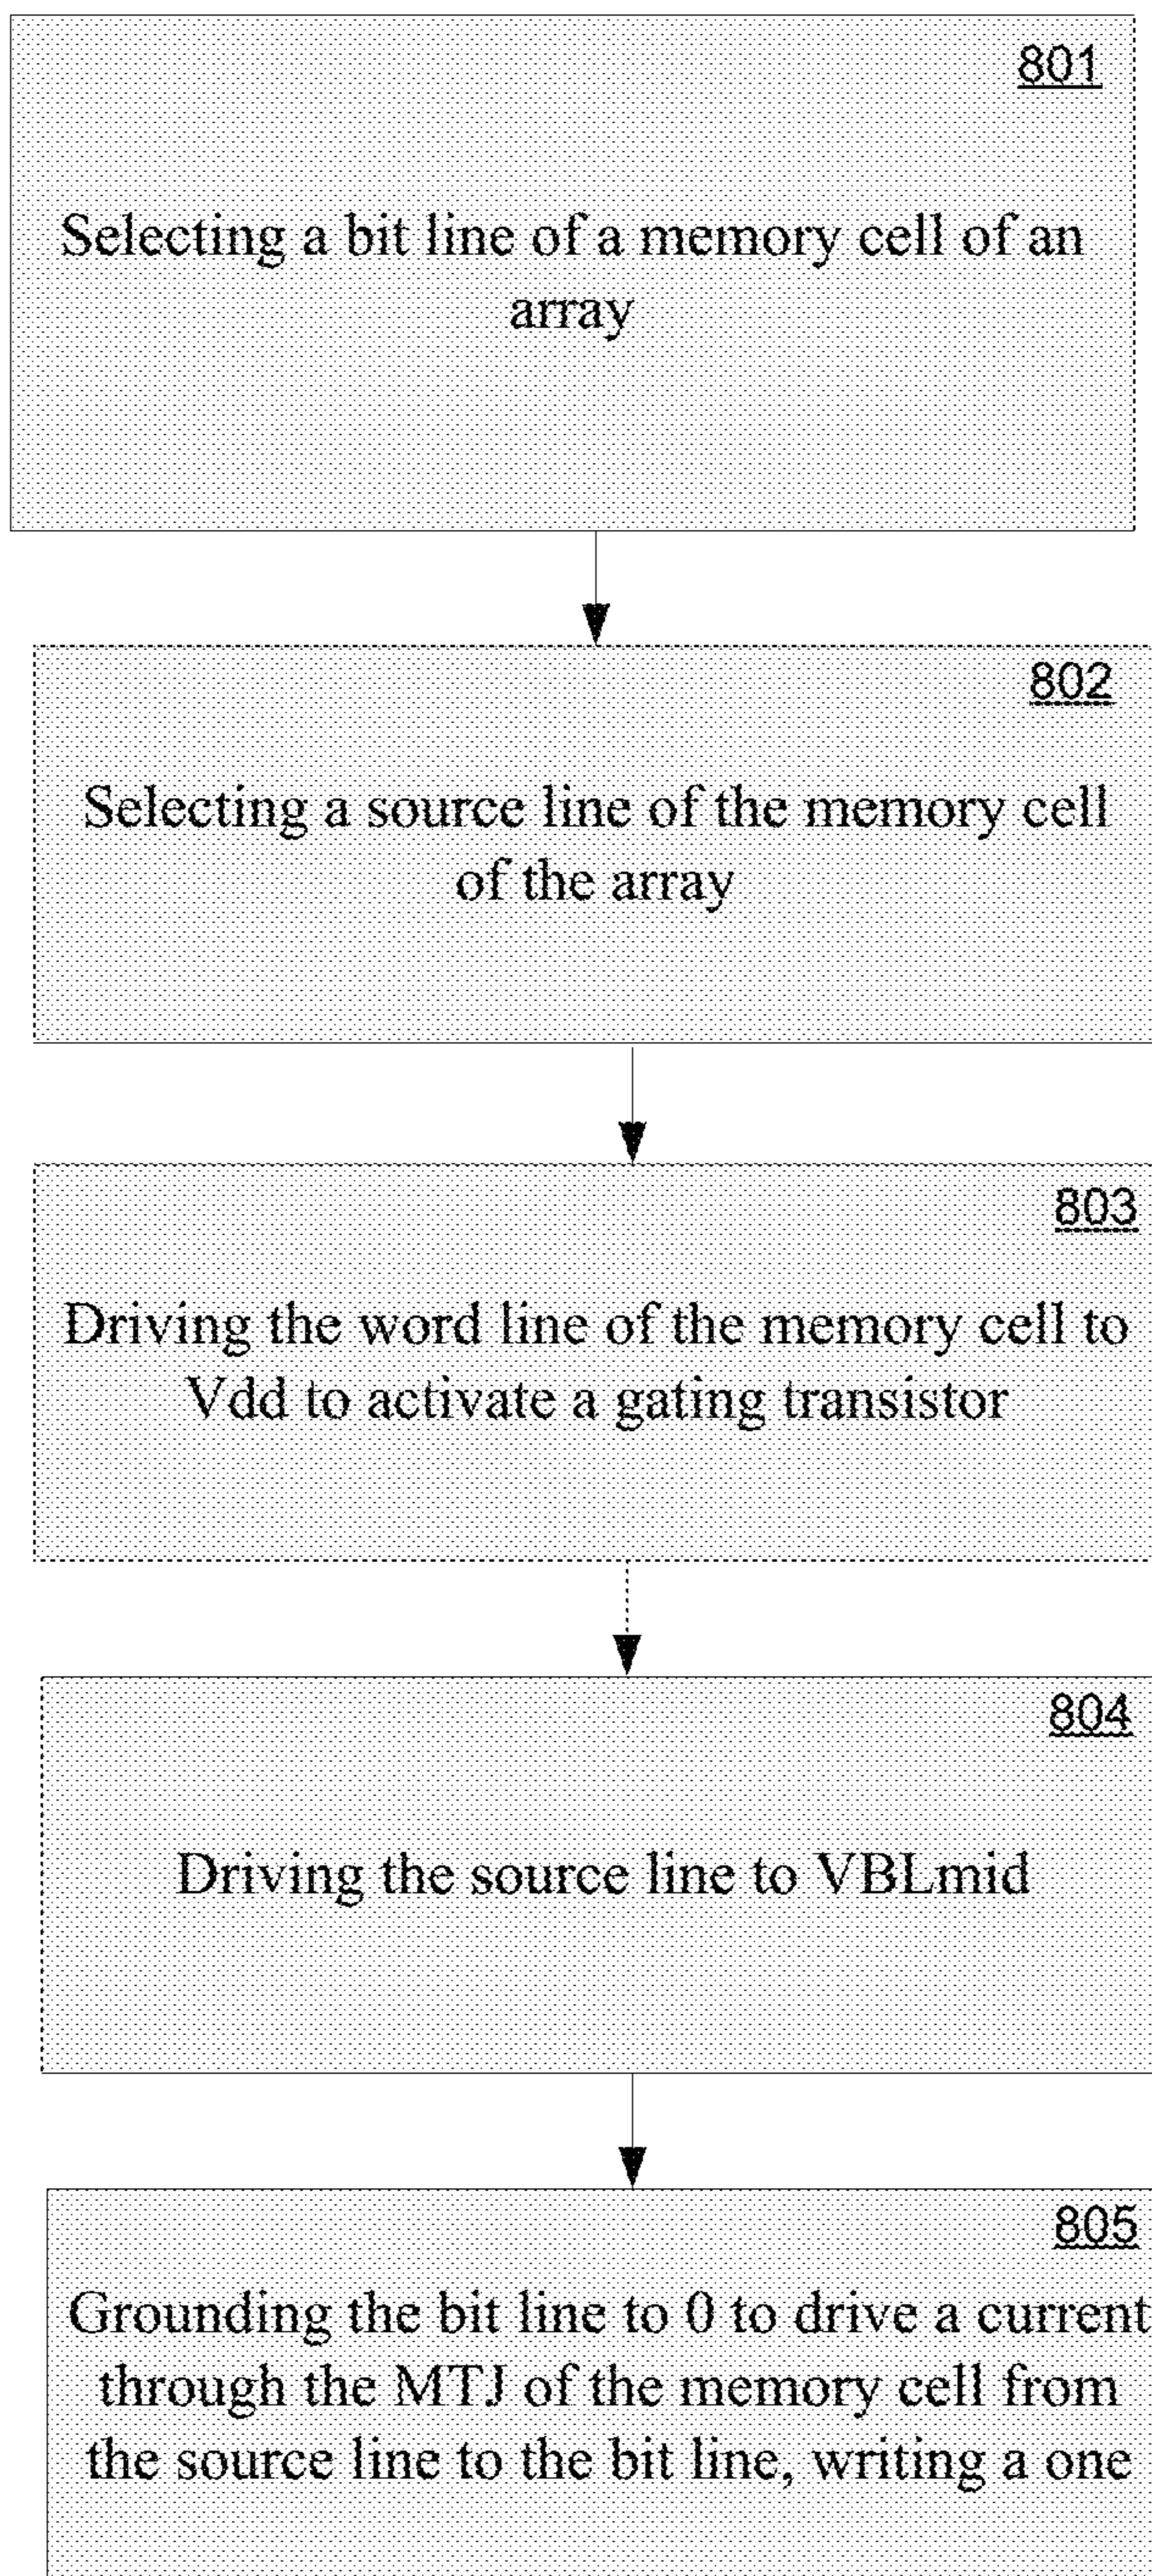 801
Selecting a bit line of a memory cell of an
array
802
Selecting a source line of the memory cell
of the array
803
Driving the word line of the memory cell to
Vdd to activate a gating transistor
804
Driving the source line to VBLmid
805
Grounding the bit line to 0 to drive a current
through the MTJ of the memory cell from
the source line to the bit line, writing a one